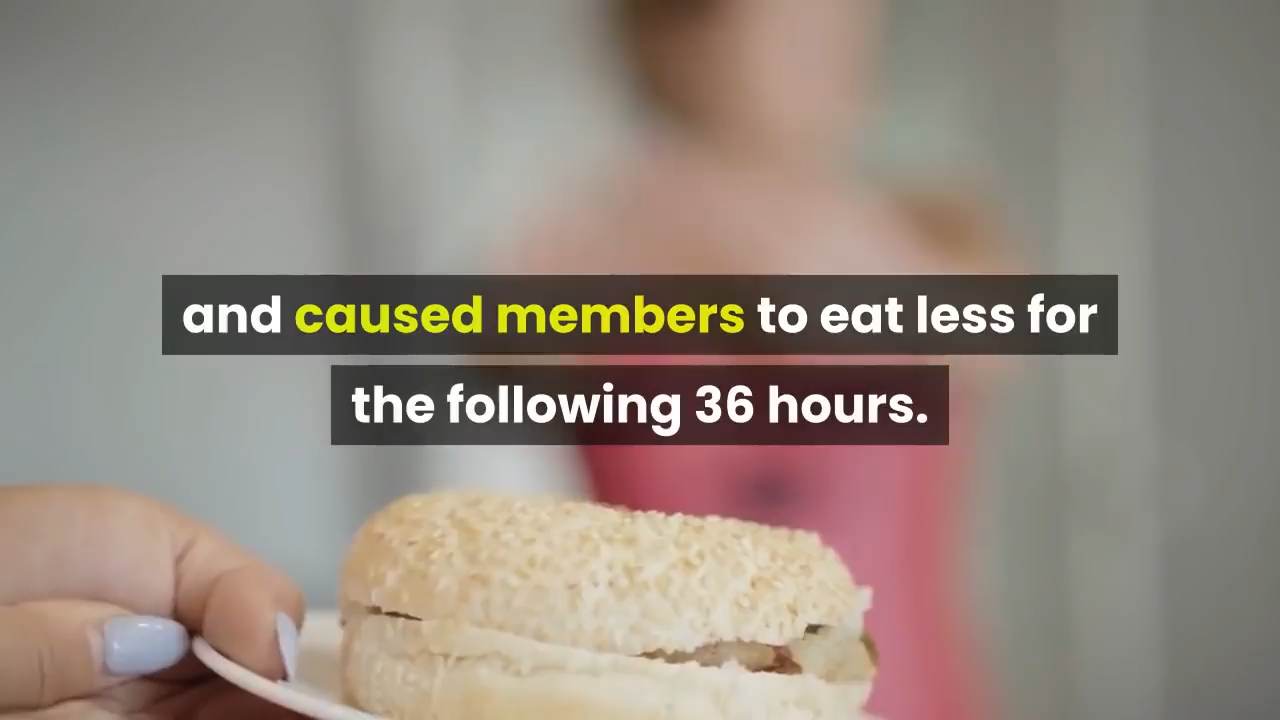 and caused members to eat less for
the following 36 hours.